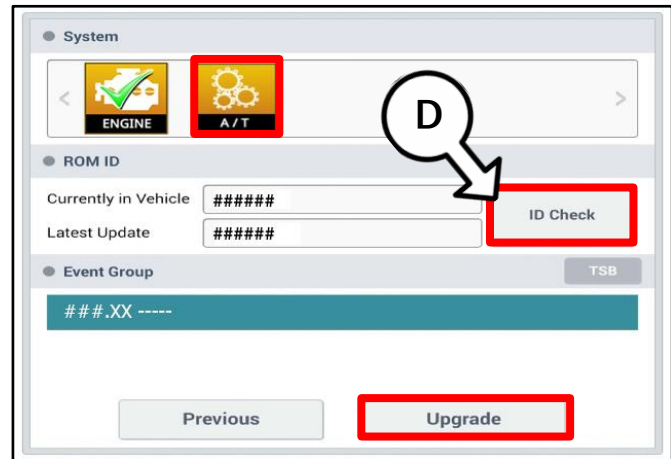 System
<
ENGINE
A/T
D
>
ROM ID
Currently in Vehicle ######
ID Check
Latest Update ######
Event Group
TSB
###.XX -----
Previous
Upgrade